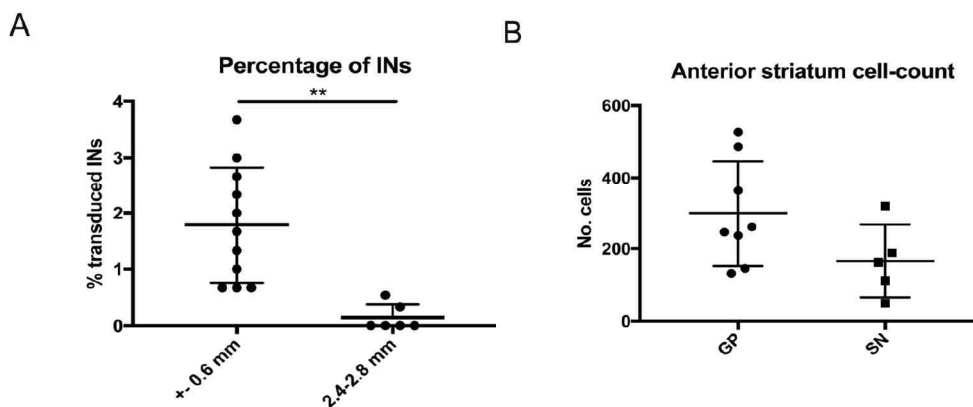 A
Percentage of INs
**
4
3
2
1
0
% transduced INs
+- 0.6 mm
2.4-2.8 mm
B
Anterior striatum cell-count
600
400
200
0
No. cells
GP
SN